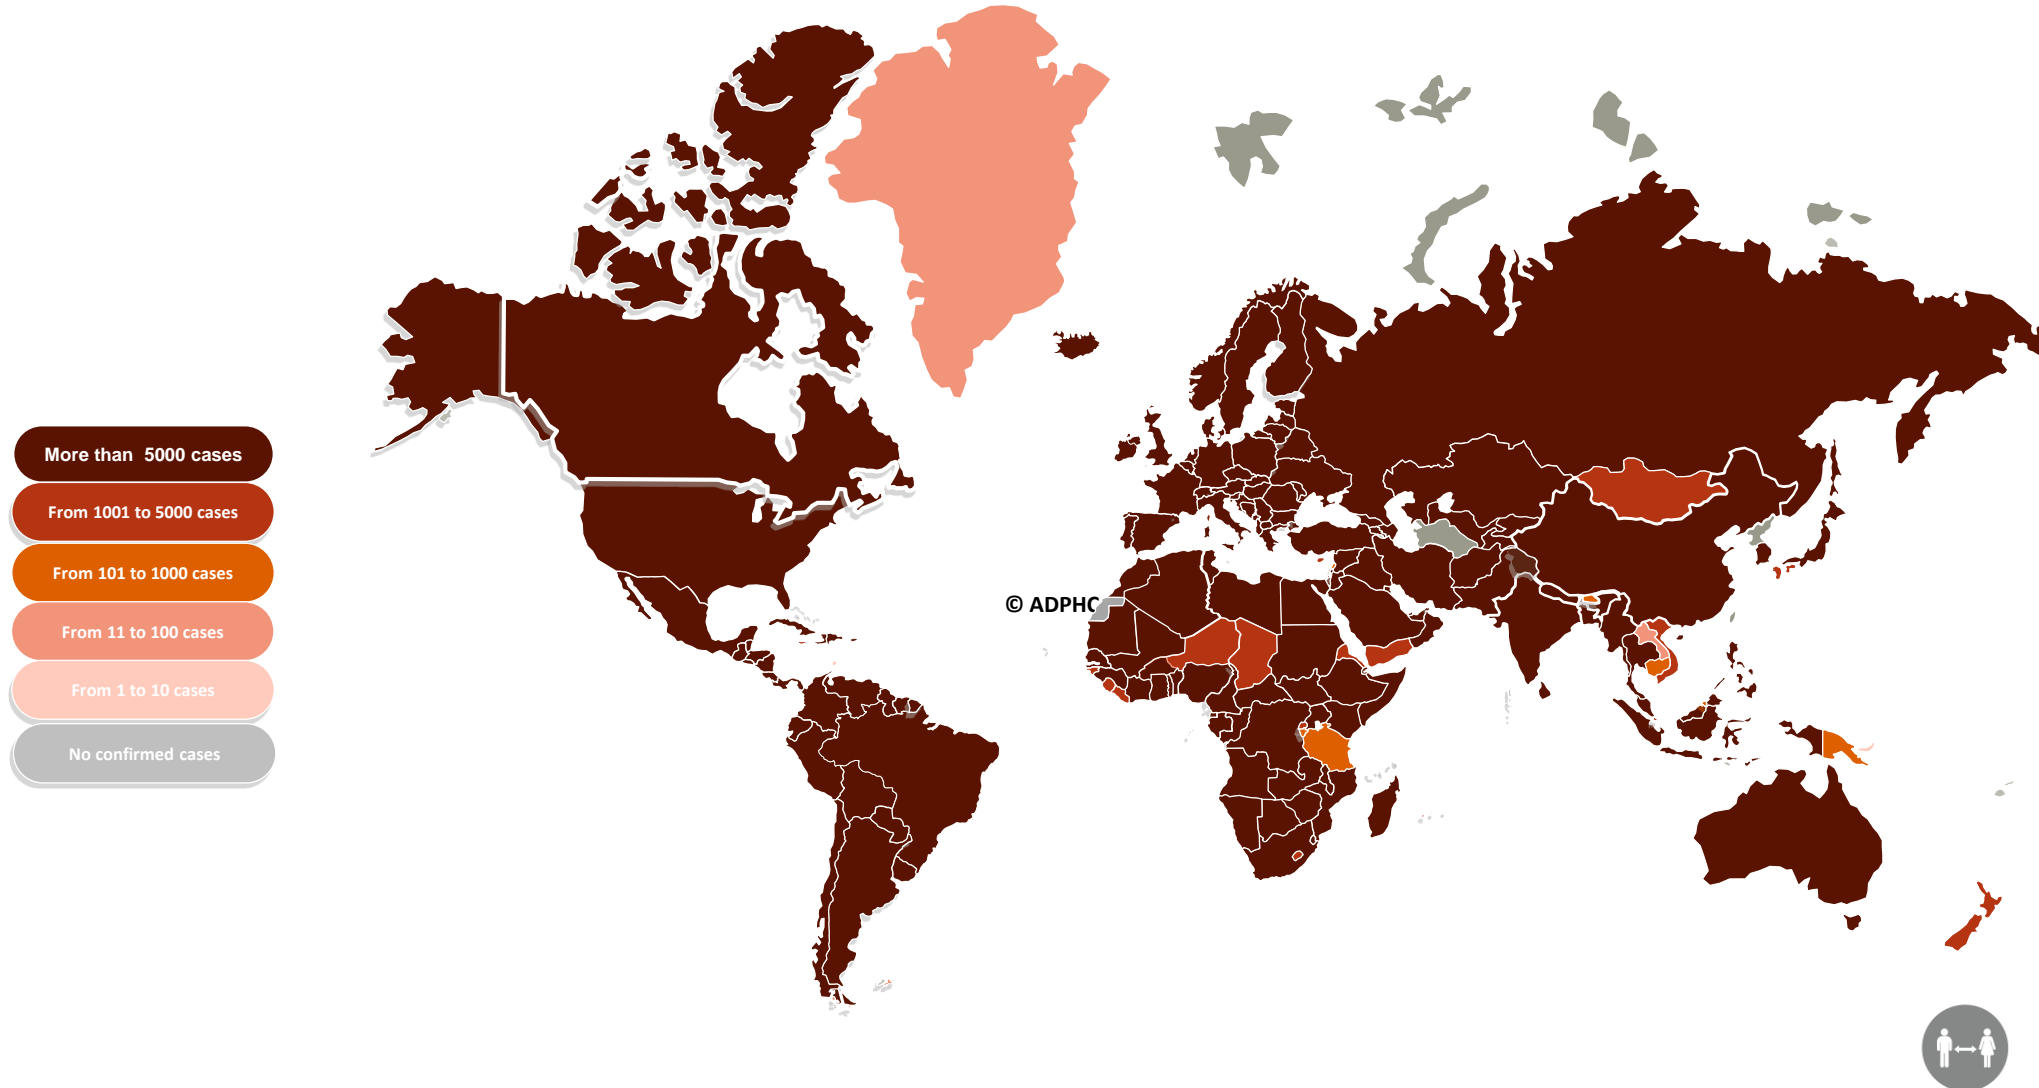 More than  5000 cases
From 1001 to 5000 cases
From 101 to 1000 cases
© ADPHC
From 11 to 100 cases
From 1 to 10 cases
No confirmed cases